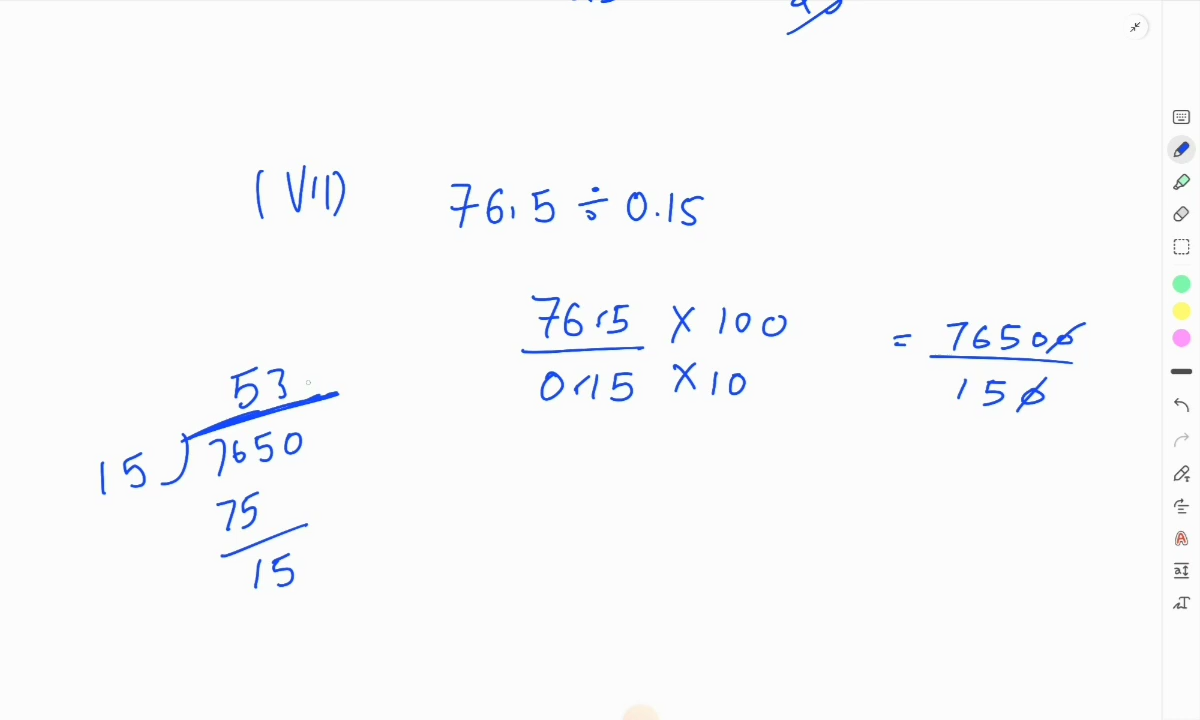 (VII) 76.5 ÷ 0.15
76.5 × 100 = 76500
0.15 × 10 150
53
15 ) 7650
75
15